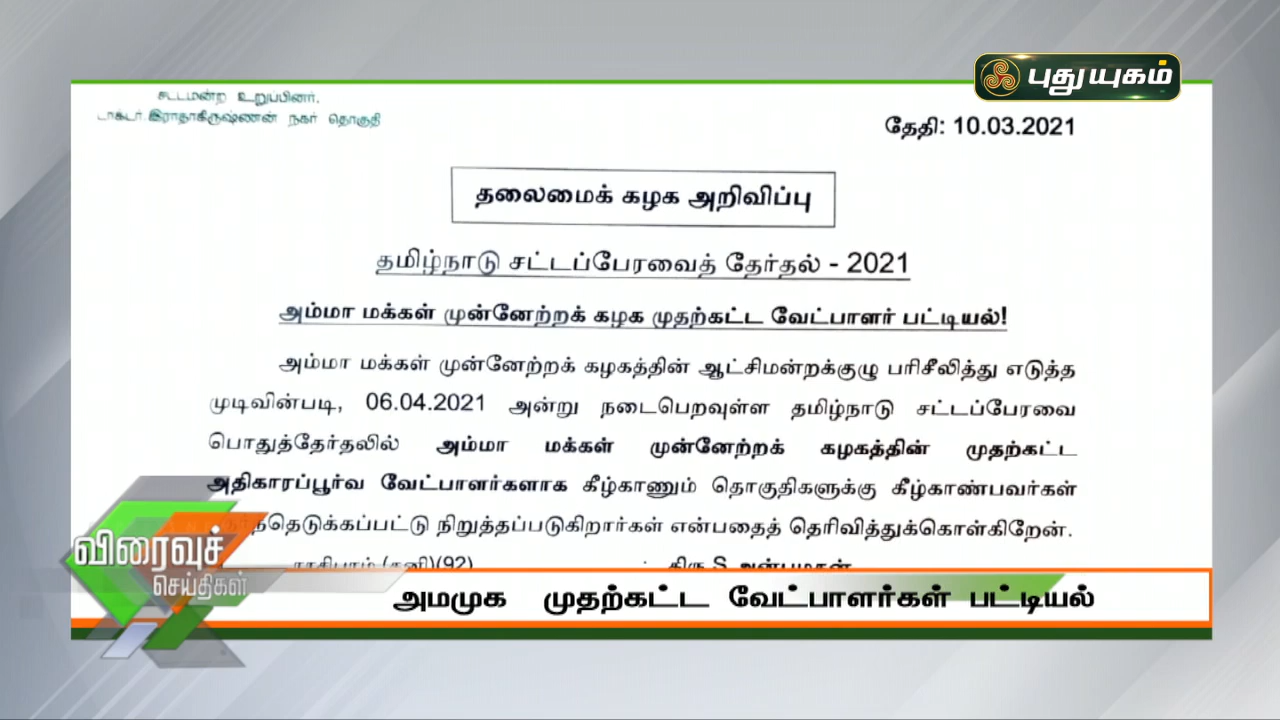 புதுயுகம்
சட்டமன்ற உறுப்பினர்,
டாக்டர்.இராதாகிருஷ்ணன் நகர் தொகுதி
தேதி: 10.03.2021
தலைமைக் கழக அறிவிப்பு
தமிழ்நாடு சட்டப்பேரவைத் தேர்தல் - 2021
அம்மா மக்கள் முன்னேற்றக் கழக முதற்கட்ட வேட்பாளர் பட்டியல்!
அம்மா மக்கள் முன்னேற்றக் கழகத்தின் ஆட்சிமன்றக்குழு பரிசீலித்து எடுத்த
முடிவின்படி, 06.04.2021 அன்று நடைபெறவுள்ள தமிழ்நாடு சட்டப்பேரவை
பொதுத்தேர்தலில் அம்மா மக்கள் முன்னேற்றக் கழகத்தின் முதற்கட்ட
அதிகாரப்பூர்வ வேட்பாளர்களாக கீழ்காணும் தொகுதிகளுக்கு கீழ்காண்பவர்கள்
நிறுத்தப்படுகிறார்கள் என்பதைத் தெரிவித்துக்கொள்கிறேன்.
(92) : திரு.S
விரைவுச்
செய்திகள்
அமமுக முதற்கட்ட வேட்பாளர்கள் பட்டியல்